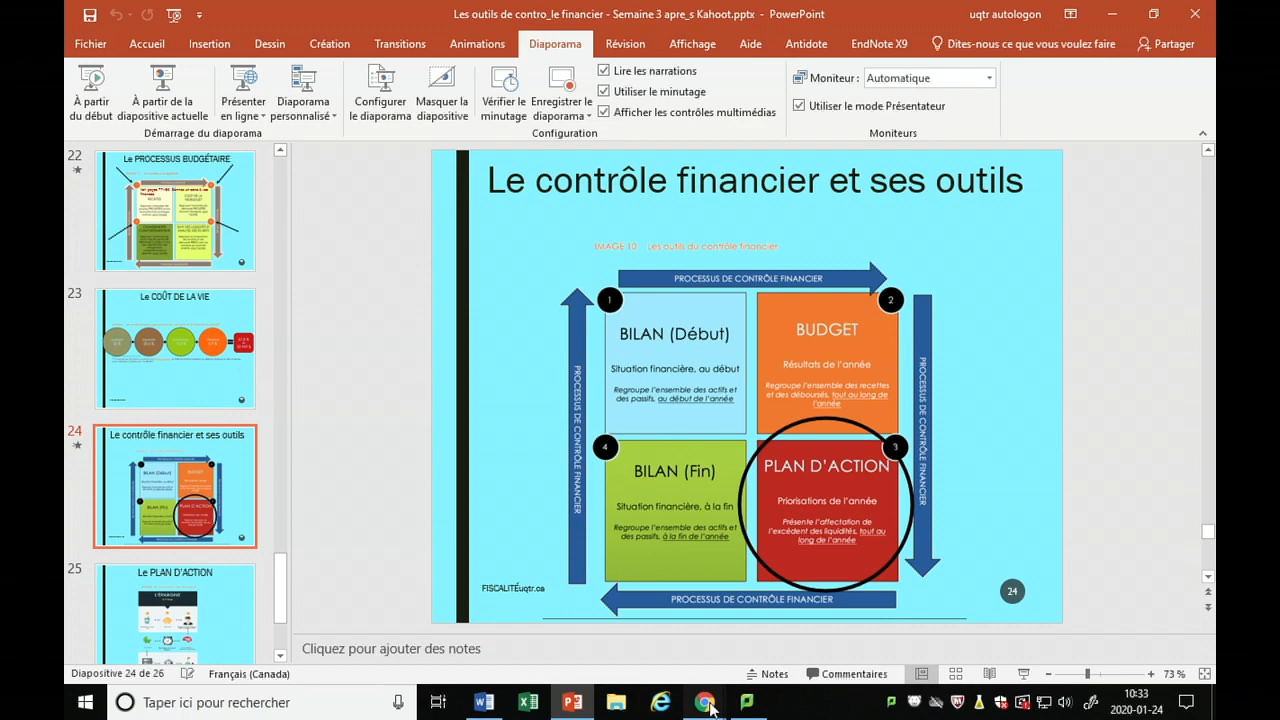 Les outils de contro_le financier - Semaine 3 apre_s Kahoot.pptx - PowerPoint
uqtr autologon
Fichier Accueil Insertion Dessin Création Transitions Animations Diaporama Révision Affichage Aide Antidote EndNote X9 Dites-nous ce que vous voulez faire Partager
À partir du début
À partir de la diapositive actuelle
Présenter en ligne
Diaporama personnalisé
Configurer le diaporama
Masquer la diapositive
Vérifier le minutage
Enregistrer le diaporama
Lire les narrations
Utiliser le minutage
Afficher les contrôles multimédias
Moniteur : Automatique
Utiliser le mode Présentateur
Démarrage du diaporama
Configuration
Moniteurs
22
Le PROCESSUS BUDGÉTAIRE
23
Le COÛT DE LA VIE
24
Le contrôle financier et ses outils
BILAN (Début)
BUDGET
BILAN (Fin)
PLAN D'ACTION
25
Le PLAN D'ACTION
L'ÉPARGNE
Le contrôle financier et ses outils
IMAGE 10 Les outils du contrôle financier
PROCESSUS DE CONTRÔLE FINANCIER
1
BILAN (Début)
Situation financière, au début
Regroupe l'ensemble des actifs et
des passifs, au début de l'année
2
BUDGET
Résultats de l'année
Regroupe l'ensemble des recettes
et des déboursés, tout au long de
l'année
PROCESSUS DE CONTRÔLE FINANCIER
3
PLAN D'ACTION
Priorisations de l'année
Présente l'affectation de
l'excédent des liquidités, tout au
long de l'année
4
BILAN (Fin)
Situation financière, à la fin
Regroupe l'ensemble des actifs et
des passifs, à la fin de l'année
PROCESSUS DE CONTRÔLE FINANCIER
PROCESSUS DE CONTRÔLE FINANCIER
FISCALITÉuqtr.ca
24
Cliquez pour ajouter des notes
Diapositive 24 de 26 Français (Canada) Notes Commentaires 73 %
Taper ici pour rechercher
10:33
2020-01-24